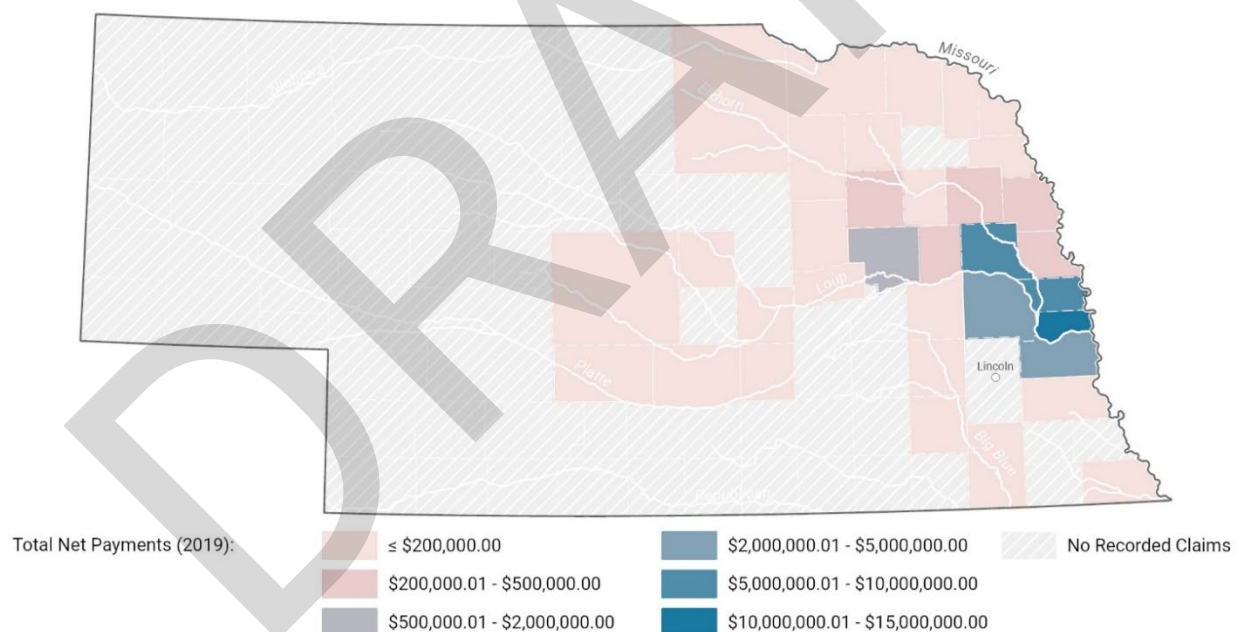 Missouri
Elkhorn
Loup
Platte
Lincoln
Big Blue
Republican
DRA
Total Net Payments (2019):
≤ $200,000.00
$200,000.01 - $500,000.00
$500,000.01 - $2,000,000.00
$2,000,000.01 - $5,000,000.00
$5,000,000.01 - $10,000,000.00
$10,000,000.01 - $15,000,000.00
No Recorded Claims